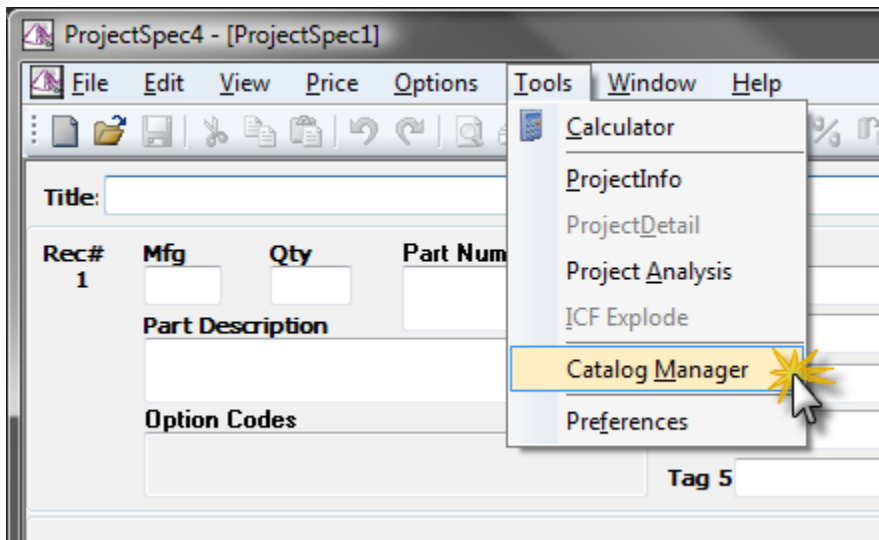 ProjectSpec4 - [ProjectSpec1]
File Edit View Price Options Tools Window Help
Calculator
ProjectInfo
Title:
ProjectDetail
Rec# Mfg Qty Part Num
1
Project Analysis
ICF Explode
Part Description
Catalog Manager
Option Codes
Preferences
Tag 5